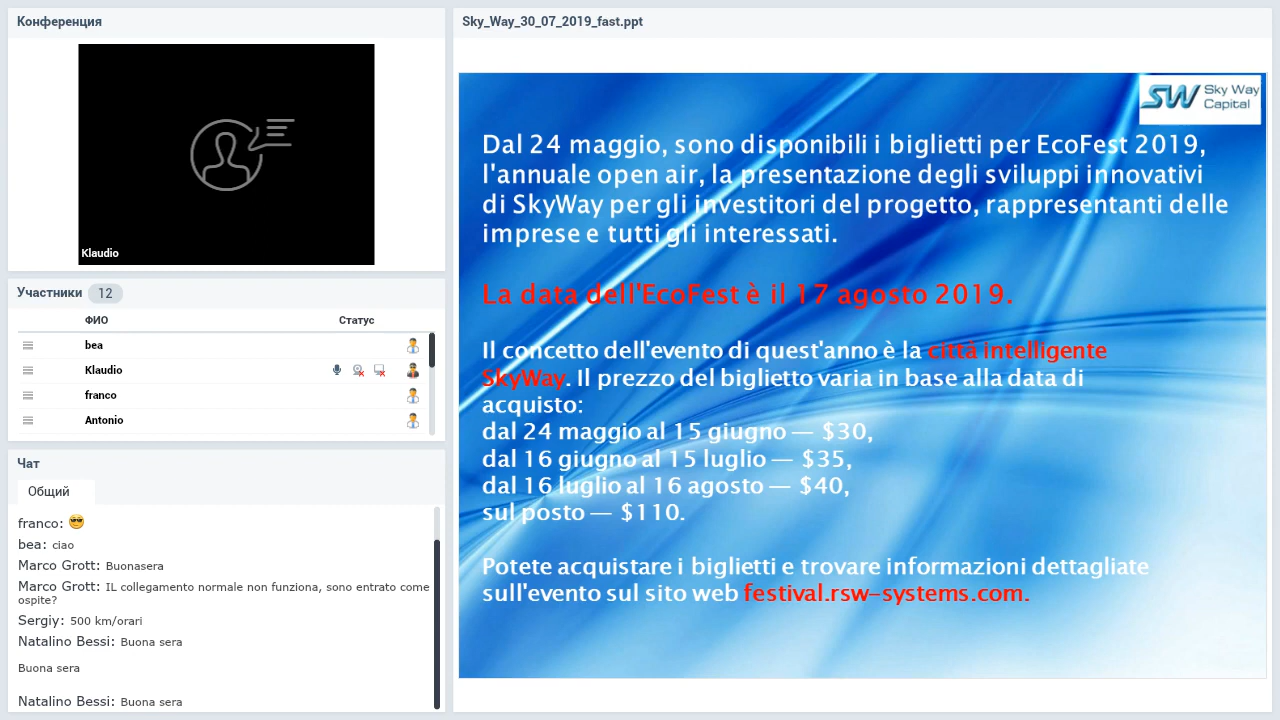 Конференция
Klaudio
Участники 12
ФИО Статус
bea
Klaudio
franco
Antonio
Чат
Общий
franco:
bea: ciao
Marco Grott: Buonasera
Marco Grott: IL collegamento normale non funziona, sono entrato come
ospite?
Sergiy: 500 km/orari
Natalino Bessi: Buona sera
Buona sera
Natalino Bessi: Buona sera
Sky_Way_30_07_2019_fast.ppt
SW Sky Way
Capital
Dal 24 maggio, sono disponibili i biglietti per EcoFest 2019,
l'annuale open air, la presentazione degli sviluppi innovativi
di SkyWay per gli investitori del progetto, rappresentanti delle
imprese e tutti gli interessati.
La data dell'EcoFest è il 17 agosto 2019.
Il concetto dell'evento di quest'anno è la città intelligente
SkyWay. Il prezzo del biglietto varia in base alla data di
acquisto:
dal 24 maggio al 15 giugno — $30,
dal 16 giugno al 15 luglio — $35,
dal 16 luglio al 16 agosto — $40,
sul posto — $110.
Potete acquistare i biglietti e trovare informazioni dettagliate
sull'evento sul sito web festival.rsw-systems.com.